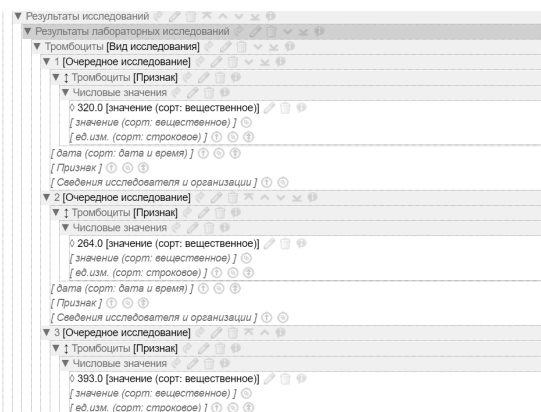 ▼ Результаты исследований
▼ Результаты лабораторных исследований
▼ Тромбоциты [Вид исследования]
▼ 1 [Очередное исследование]
▼ ↕ Тромбоциты [Признак]
▼ Числовые значения
◊ 320.0 [значение (сорт: вещественное)]
[ значение (сорт: вещественное) ]
[ ед.изм. (сорт: строковое) ]
[ дата (сорт: дата и время) ]
[ Признак ]
[ Сведения исследователя и организации ]
▼ 2 [Очередное исследование]
▼ ↕ Тромбоциты [Признак]
▼ Числовые значения
◊ 264.0 [значение (сорт: вещественное)]
[ значение (сорт: вещественное) ]
[ ед.изм. (сорт: строковое) ]
[ дата (сорт: дата и время) ]
[ Признак ]
[ Сведения исследователя и организации ]
▼ 3 [Очередное исследование]
▼ ↕ Тромбоциты [Признак]
▼ Числовые значения
◊ 393.0 [значение (сорт: вещественное)]
[ значение (сорт: вещественное) ]
[ ед.изм. (сорт: строковое) ]